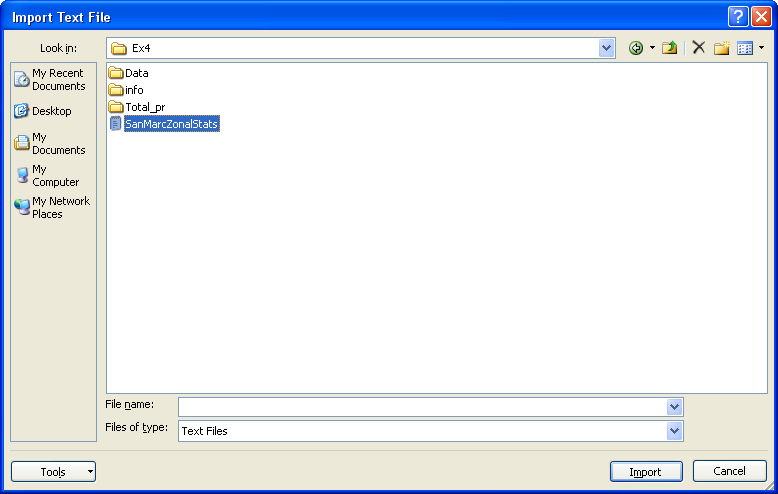 Import Text File
Look in:
Ex4
My Recent
Documents
Desktop
My
Documents
My
Computer
My Network
Places
Data
info
Total_pr
SanMarcZonalStats
File name:
Files of type:
Text Files
Tools
Import
Cancel